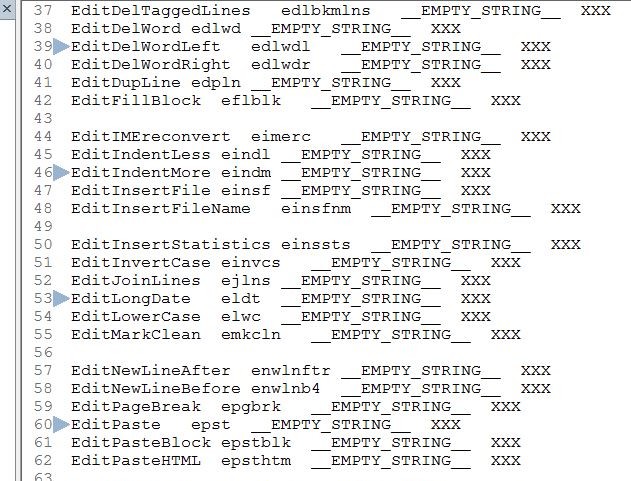 37 EditDelTaggedLines edlbkmlns __EMPTY_STRING__ XXX
38 EditDelWord edlwd __EMPTY_STRING__ XXX
39 EditDelWordLeft edlwdl __EMPTY_STRING__ XXX
40 EditDelWordRight edlwdr __EMPTY_STRING__ XXX
41 EditDupLine edpln __EMPTY_STRING__ XXX
42 EditFillBlock eflblk __EMPTY_STRING__ XXX
43
44 EditIMEreconvert eimerc __EMPTY_STRING__ XXX
45 EditIndentLess eindl __EMPTY_STRING__ XXX
46 EditIndentMore eindm __EMPTY_STRING__ XXX
47 EditInsertFile einsf __EMPTY_STRING__ XXX
48 EditInsertFileName einsfnm __EMPTY_STRING__ XXX
49
50 EditInsertStatistics einssts __EMPTY_STRING__ XXX
51 EditInvertCase einvcs __EMPTY_STRING__ XXX
52 EditJoinLines ejlns __EMPTY_STRING__ XXX
53 EditLongDate eldt __EMPTY_STRING__ XXX
54 EditLowerCase elwc __EMPTY_STRING__ XXX
55 EditMarkClean emkcln __EMPTY_STRING__ XXX
56
57 EditNewLineAfter enwlnftr __EMPTY_STRING__ XXX
58 EditNewLineBefore enwlnb4 __EMPTY_STRING__ XXX
59 EditPageBreak epgbrk __EMPTY_STRING__ XXX
60 EditPaste epst __EMPTY_STRING__ XXX
61 EditPasteBlock epstblk __EMPTY_STRING__ XXX
62 EditPasteHTML epsthtm __EMPTY_STRING__ XXX
63